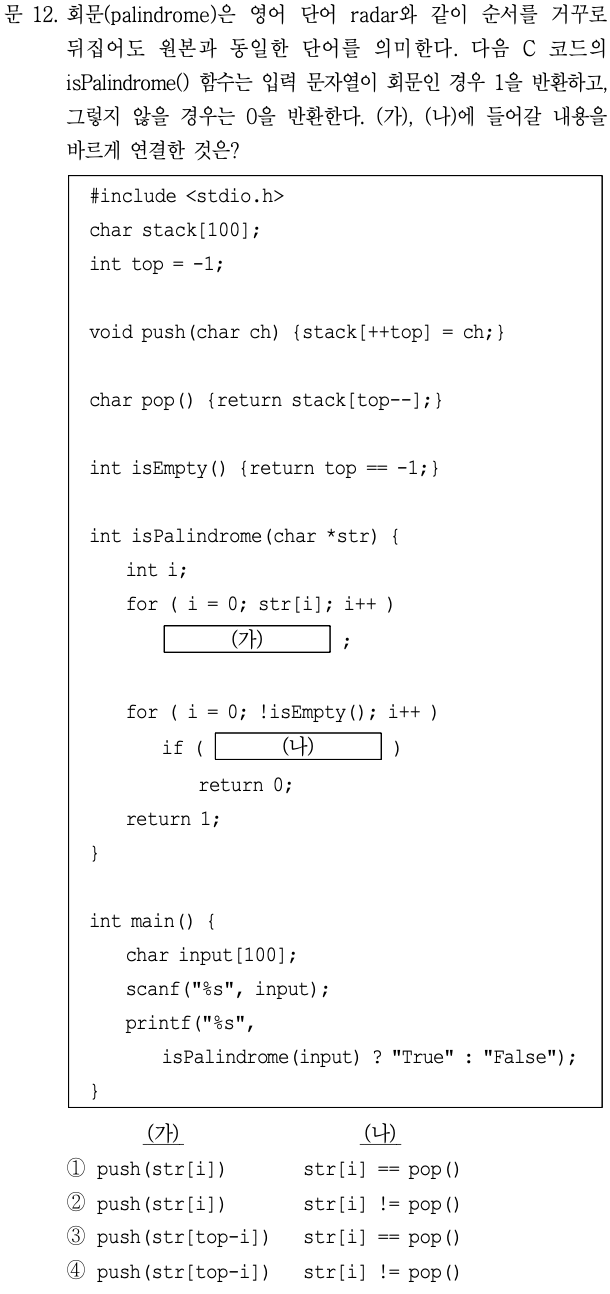 문 12. 회문(palindrome)은 영어 단어 radar와 같이 순서를 거꾸로
뒤집어도 원본과 동일한 단어를 의미한다. 다음 C 코드의
isPalindrome() 함수는 입력 문자열이 회문인 경우 1을 반환하고,
그렇지 않을 경우는 0을 반환한다. (가), (나)에 들어갈 내용을
바르게 연결한 것은?
#include <stdio.h>
char stack[100];
int top = -1;
void push(char ch) {stack[++top] = ch;}
char pop() {return stack[top--];}
int isEmpty() {return top == -1;}
int isPalindrome(char *str) {
int i;
for ( i = 0; str[i]; i++ )
(가) ;
for ( i = 0; !isEmpty(); i++ )
if ( (나) )
return 0;
return 1;
}
int main() {
char input[100];
scanf("%s", input);
printf("%s",
isPalindrome(input) ? "True" : "False");
}
(가) (나)
① push(str[i]) str[i] == pop()
② push(str[i]) str[i] != pop()
③ push(str[top-i]) str[i] == pop()
④ push(str[top-i]) str[i] != pop()